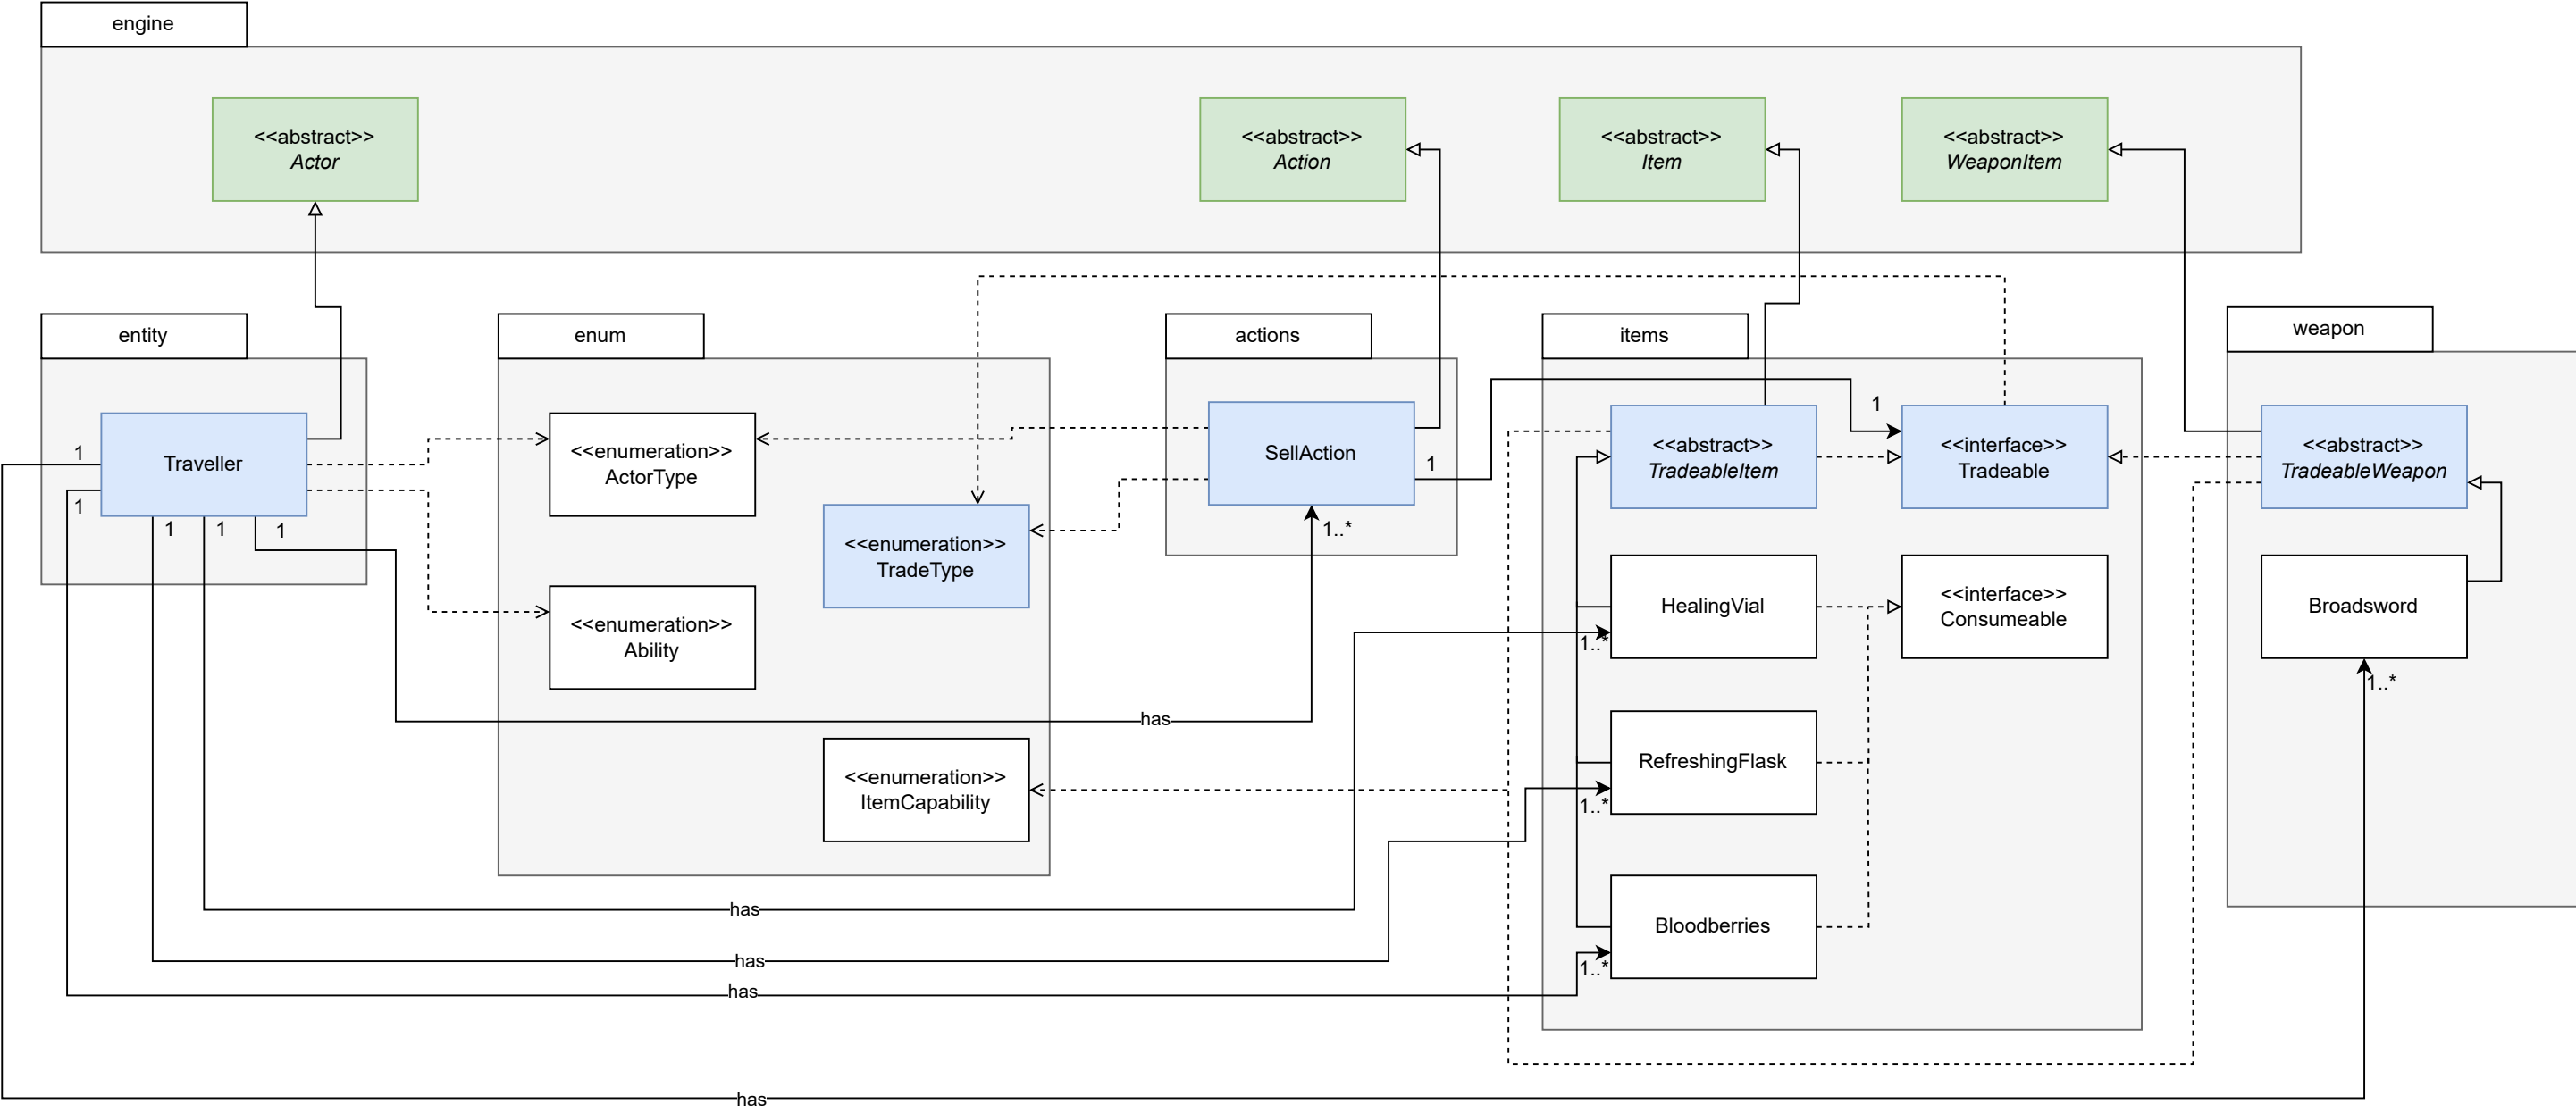 engine
<<abstract>>
Actor
<<abstract>>
Action
<<abstract>>
Item
<<abstract>>
WeaponItem
entity
enum
actions
items
weapon
Traveller
1
1
1
1
1
<<enumeration>>
ActorType
<<enumeration>>
TradeType
<<enumeration>>
Ability
<<enumeration>>
ItemCapability
SellAction
1
1..*
1
<<abstract>>
TradeableItem
<<interface>>
Tradeable
<<abstract>>
TradeableWeapon
HealingVial
1..*
<<interface>>
Consumeable
Broadsword
1..*
RefreshingFlask
1..*
Bloodberries
1..*
has
has
has
has
has